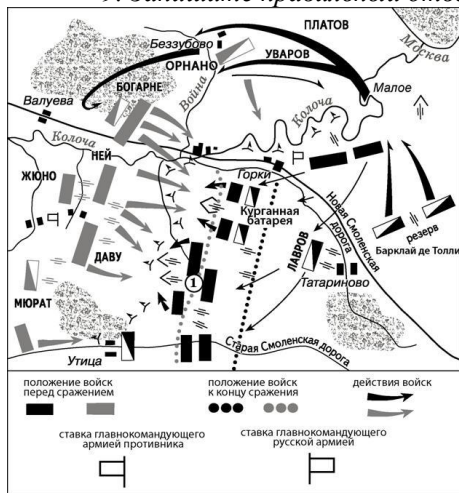 9. Запишите
ПЛАТОВ
Москва
Беззубово
УВАРОВ
ОРНАНО
БОГАРНЕ
Война
Малое
Валуева
Колоча
Колоча
НЕЙ
ЖЮНО
Горки
Курганная
батарея
Новая Смоленская
дорога
резерв
Барклай де Толли
ДАВУ
ЛАВРОВ
Татариново
1
МЮРАТ
Утица
Старая Смоленская дорога
положение войск
перед сражением
положение войск
к концу сражения
действия войск
ставка главнокомандующего
армией противника
ставка главнокомандующего
русской армией